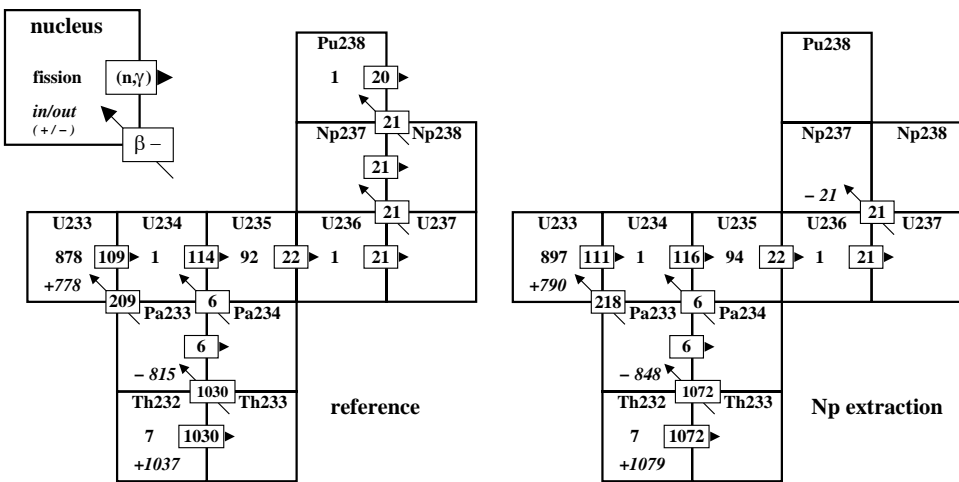 nucleus
fission (n,γ)
in/out
( + / − )
β −
Pu238
1 20
21
Np237 Np238
21
21
U233 U234 U235 U236 U237
878 109 1 114 92 22 1 21
+778
209 Pa233 6 Pa234
6
− 815
1030
Th232 Th233
7 1030
+1037
reference
Pu238
Np237 Np238
− 21
21
U233 U234 U235 U236 U237
897 111 1 116 94 22 1 21
+790
218 Pa233 6 Pa234
6
− 848
1072
Th232 Th233
7 1072
+1079
Np extraction